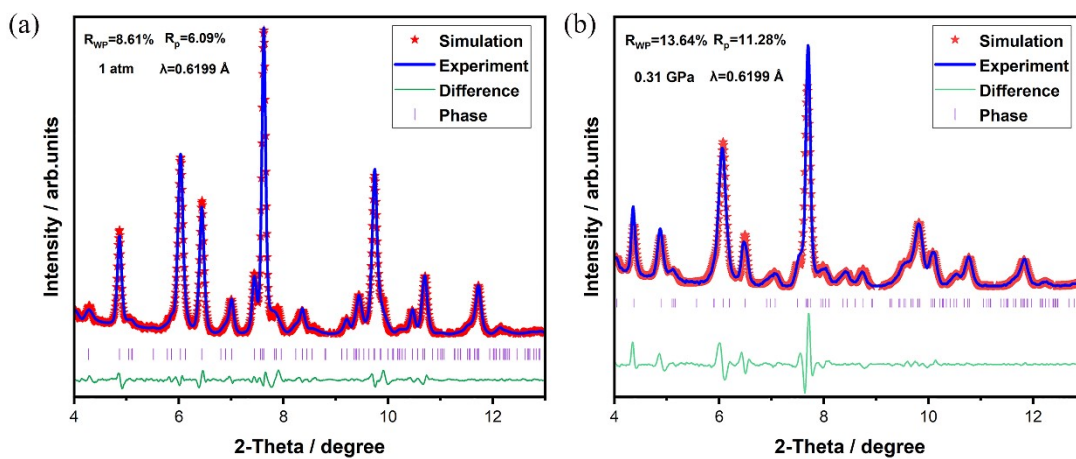 (a)
R_WP=8.61% R_p=6.09%
1 atm λ=0.6199 Å
Simulation
Experiment
Difference
Phase
Intensity / arb.units
4 6 8 10 12
2-Theta / degree
(b)
R_WP=13.64% R_p=11.28%
0.31 GPa λ=0.6199 Å
Simulation
Experiment
Difference
Phase
Intensity / arb.units
4 6 8 10 12
2-Theta / degree